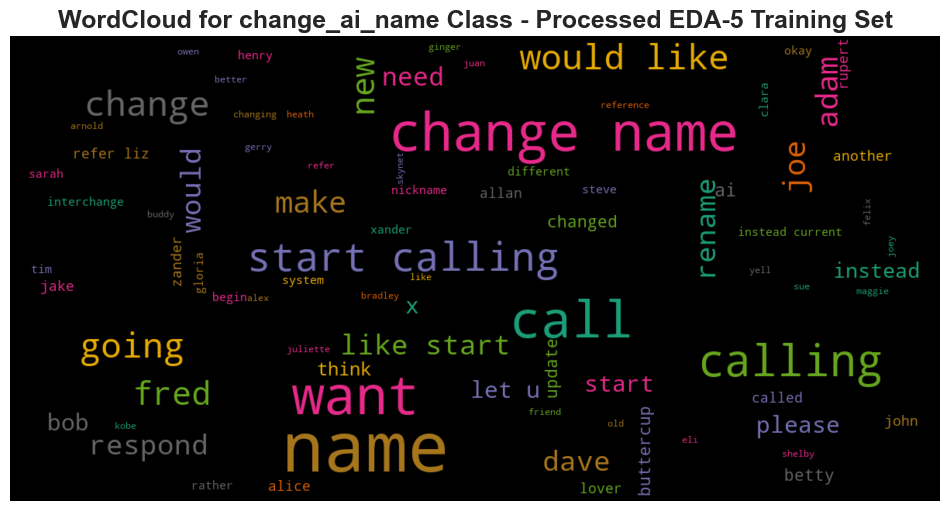 WordCloud for change_ai_name Class - Processed EDA-5 Training Set
owen
henry
ginger
juan
would like
okay
rupert
better
new
need
adam
change
changing
heath
reference
clara
arnold
change name
joe
refer liz
gerry
refer
skynet
different
another
sarah
would
nickname
allan
steve
rename
ai
interchange
make
buddy
xander
changed
felix
instead current
joey
zander
gloria
start calling
tim
jake
system
like
yell
instead
begin
alex
bradley
x
sue
maggie
call
going
juliette
like start
update
calling
think
fred
want
let u
start
called
bob
kobe
friend
old
buttercup
please
john
respond
name
eli
shelby
dave
betty
rather
alice
lover